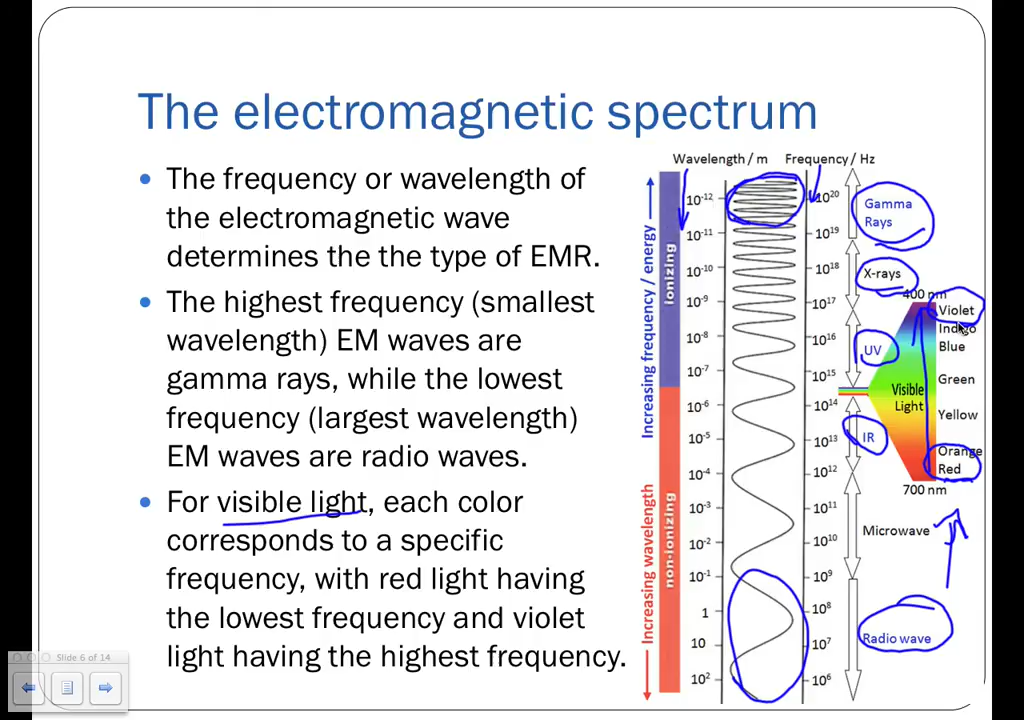 The electromagnetic spectrum
• The frequency or wavelength of
the electromagnetic wave
determines the the type of EMR.
• The highest frequency (smallest
wavelength) EM waves are
gamma rays, while the lowest
frequency (largest wavelength)
EM waves are radio waves.
• For visible light, each color
corresponds to a specific
frequency, with red light having
the lowest frequency and violet
light having the highest frequency.
Wavelength / m
Frequency / Hz
Increasing frequency / energy
Increasing wavelength
ionizing
non-ionizing
10-12
10-11
10-10
10-9
10-8
10-7
10-6
10-5
10-4
10-3
10-2
10-1
1
10
10²
10²⁰
10¹⁹
10¹⁸
10¹⁷
10¹⁶
10¹⁵
10¹⁴
10¹³
10¹²
10¹¹
10¹⁰
10⁹
10⁸
10⁷
10⁶
Gamma
Rays
X-rays
UV
Visible
Light
IR
Microwave
Radio wave
400 nm
Violet
Indigo
Blue
Green
Yellow
Orange
Red
700 nm
Slide 6 of 14